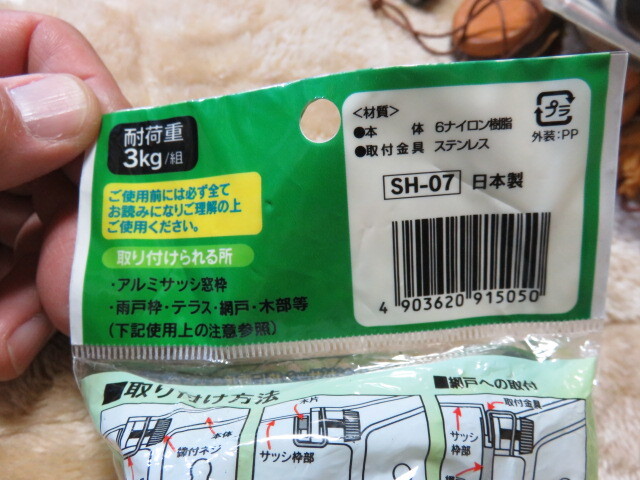 耐荷重
3kg/組
ご使用前には必ず全て
お読みになりご理解の上
ご使用ください。
取り付けられる所
・アルミサッシ窓枠
・雨戸枠・テラス・網戸・木部等
(下記使用上の注意参照)
<材質>
●本　体 6ナイロン樹脂
●取付金具 ステンレス
プラ
外装:PP
SH-07 日本製
4 903620 915050
■取り付け方法
本体
締付ネジ
木片
サッシ枠部
■網戸への取付
取付金具
サッシ
枠部